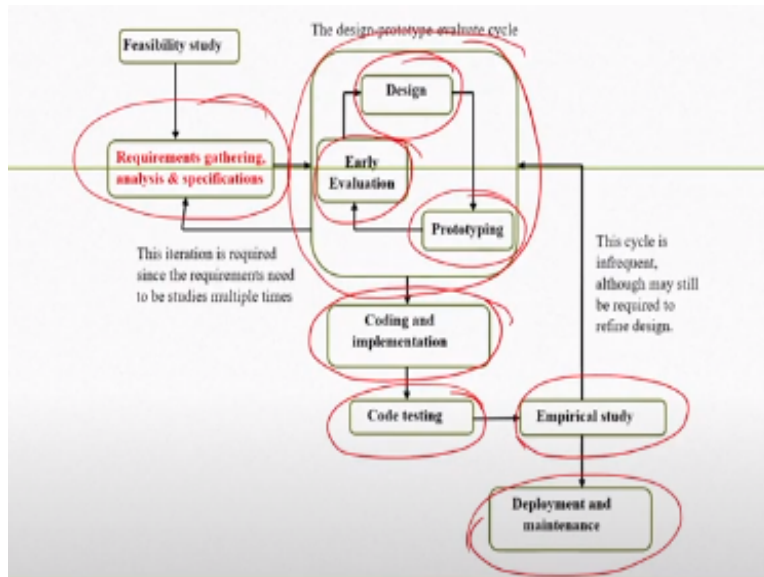 The design-prototype-evaluate cycle
Feasibility study
Design
Requirements gathering,
analysis & specifications
Early
Evaluation
Prototyping
This iteration is required
since the requirements need
to be studies multiple times
This cycle is
infrequent,
although may still
be required to
refine design.
Coding and
implementation
Code testing
Empirical study
Deployment and
maintenance